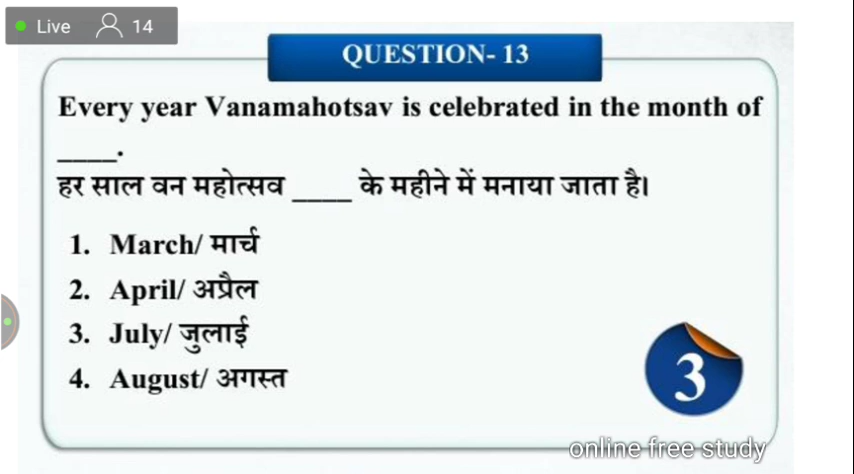 Live 14
QUESTION- 13
Every year Vanamahotsav is celebrated in the month of
____.
हर साल वन महोत्सव ____ के महीने में मनाया जाता है।
1. March/ मार्च
2. April/ अप्रैल
3. July/ जुलाई
4. August/ अगस्त
3
online free study